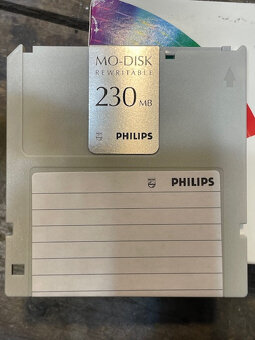 MO-DISK
REWRITABLE
230 MB
PHILIPS
PHILIPS